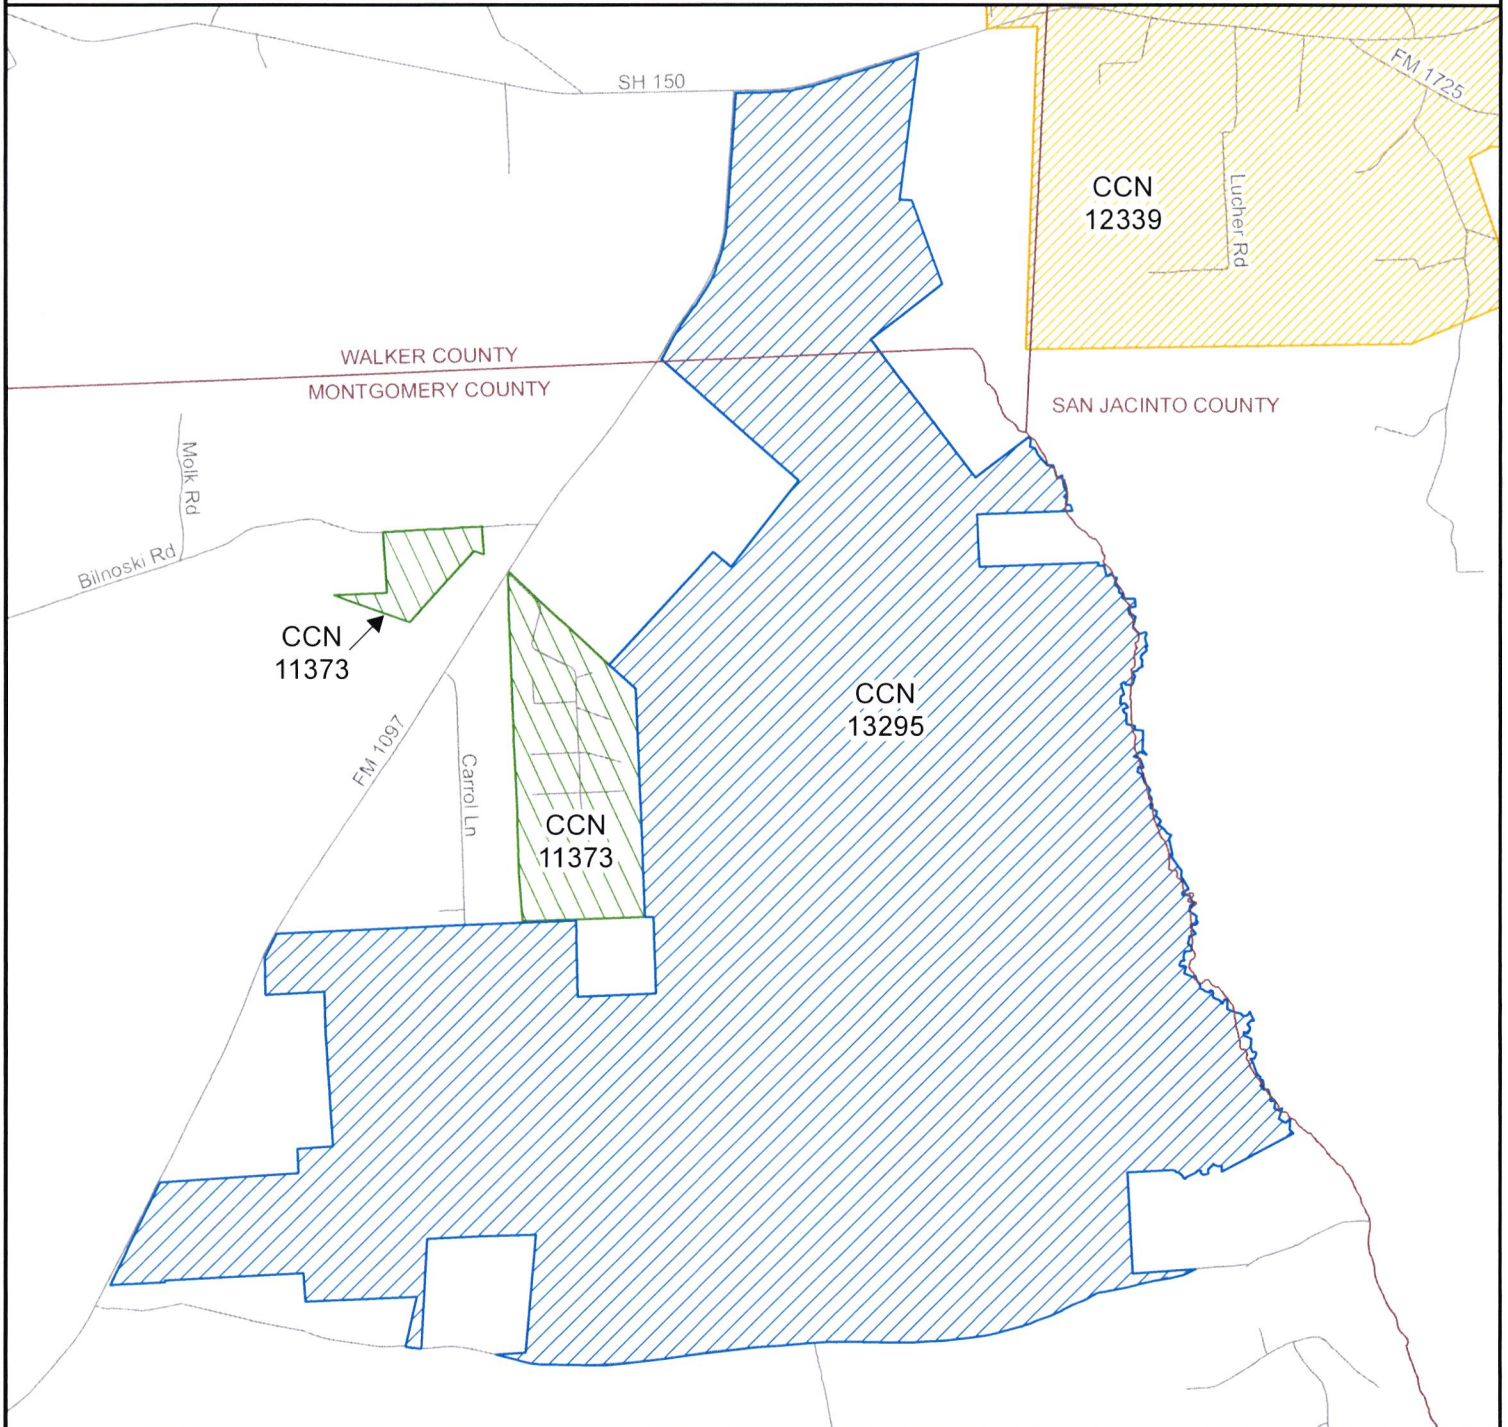 SH 150
FM 1725
CCN
12339
Lucher Rd
WALKER COUNTY
MONTGOMERY COUNTY
SAN JACINTO COUNTY
Molk Rd
Bilnoski Rd
CCN
11373
CCN
13295
FM 1097
Carrol Ln
CCN
11373